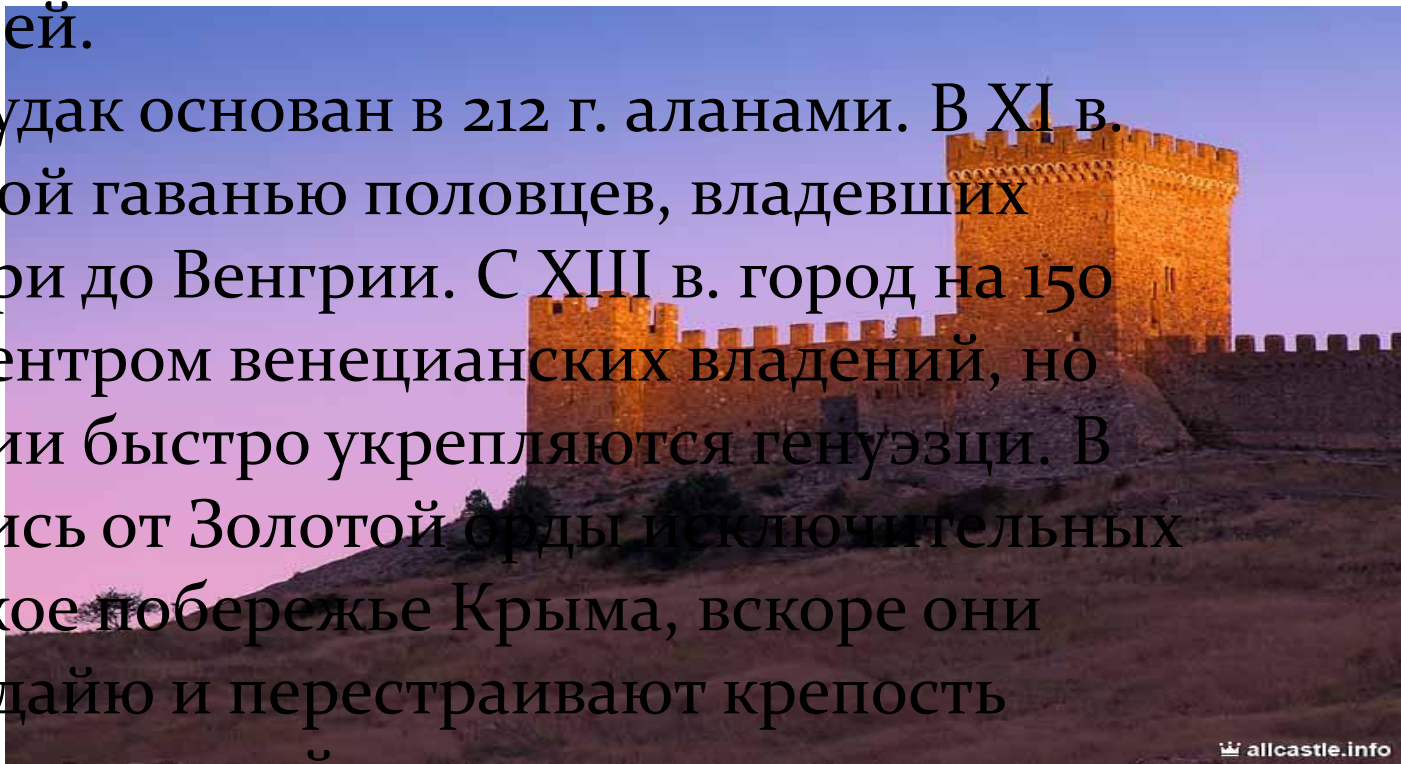 ей.
удак основан в 212 г. аланами. В XI в.
ой гаванью половцев, владевших
ри до Венгрии. С XIII в. город на 150
ентром венецианских владений, но
ии быстро укрепляются генуэзци. В
ись от Золотой орды исключительных
кое побережье Крыма, вскоре они
дайю и перестраивают крепость
allcastle.info